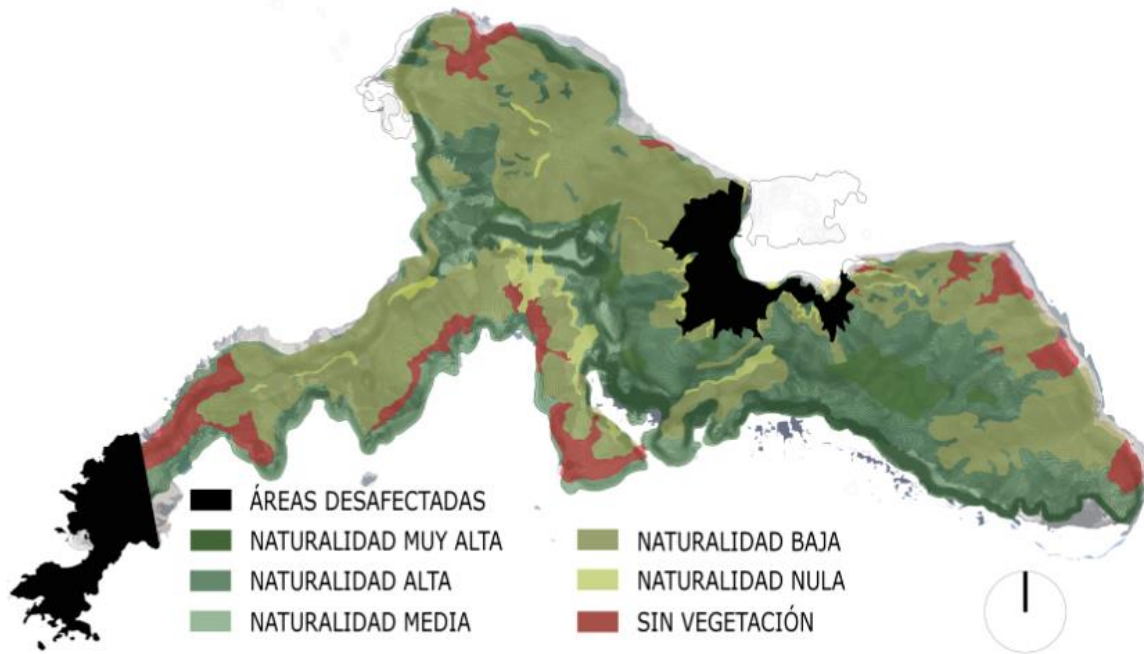 ÁREAS DESAFECTADAS
NATURALIDAD MUY ALTA
NATURALIDAD ALTA
NATURALIDAD MEDIA
NATURALIDAD BAJA
NATURALIDAD NULA
SIN VEGETACIÓN